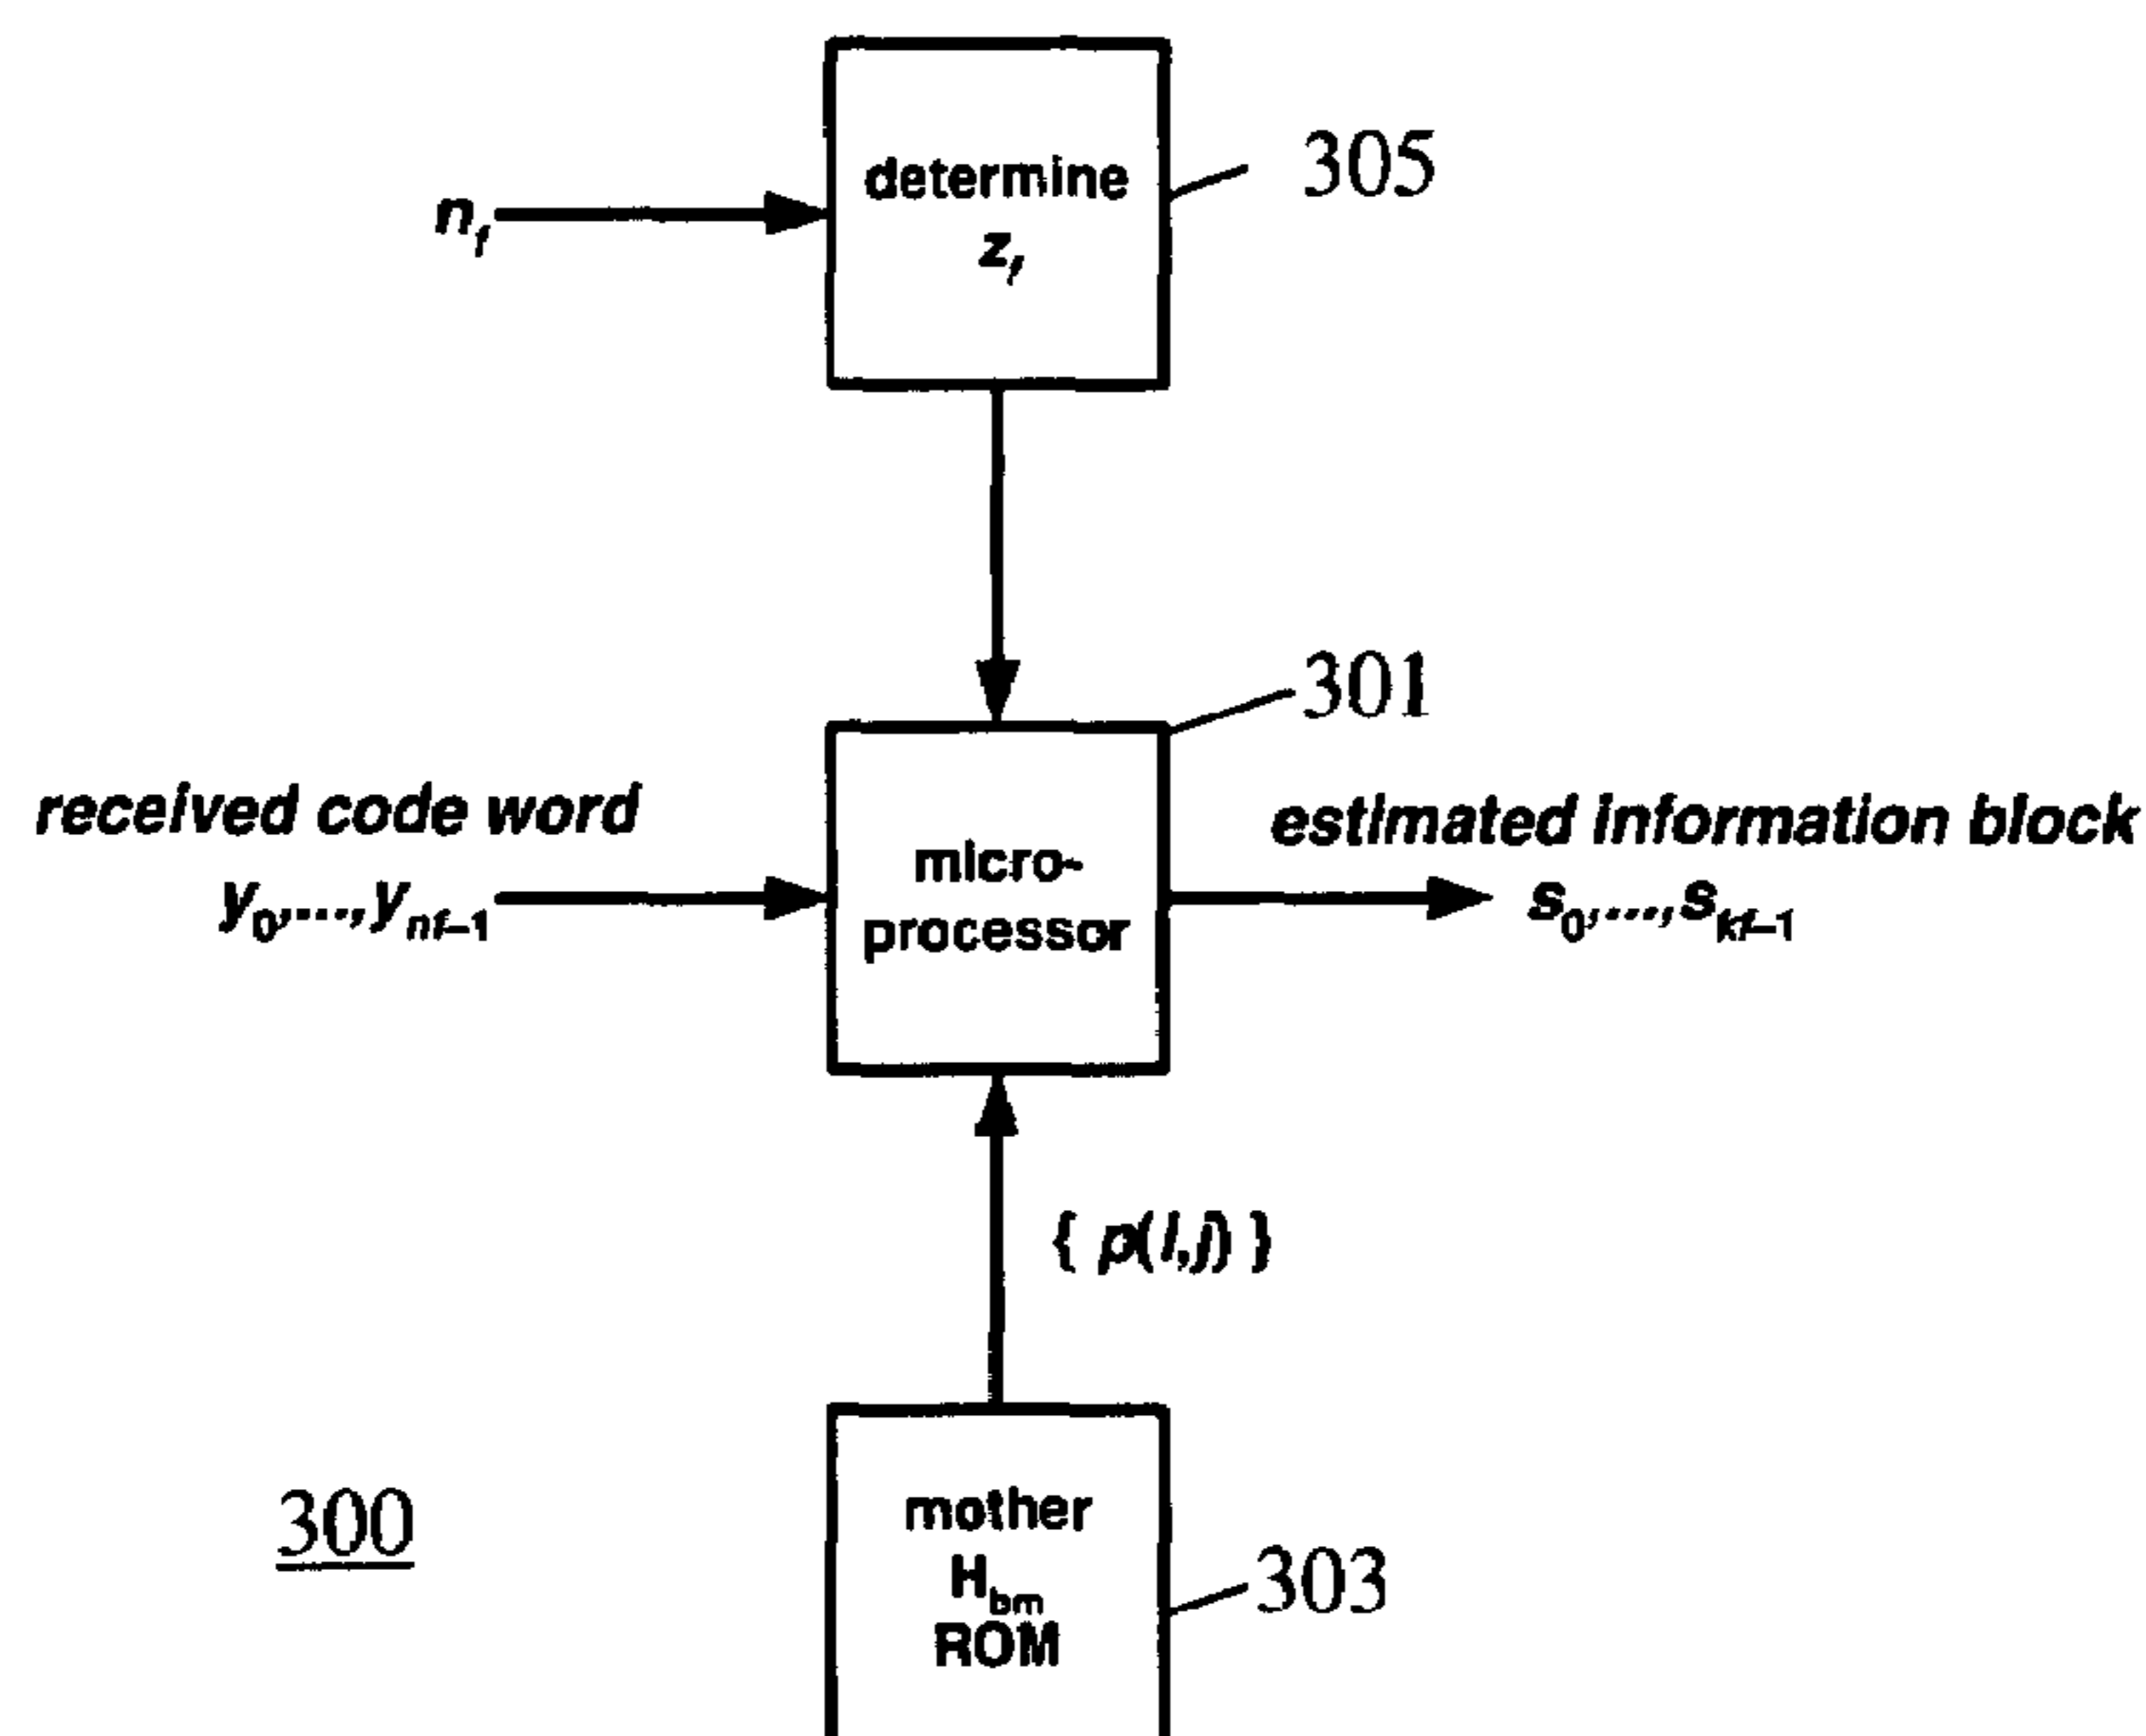 determine
z_f
305
n_f
301
received code word
y_0,...,y_nf–1
micro-
processor
estimated information block
s_0,...,s_kf–1
{ p(i,j) }
300
mother
H_bm
ROM
303